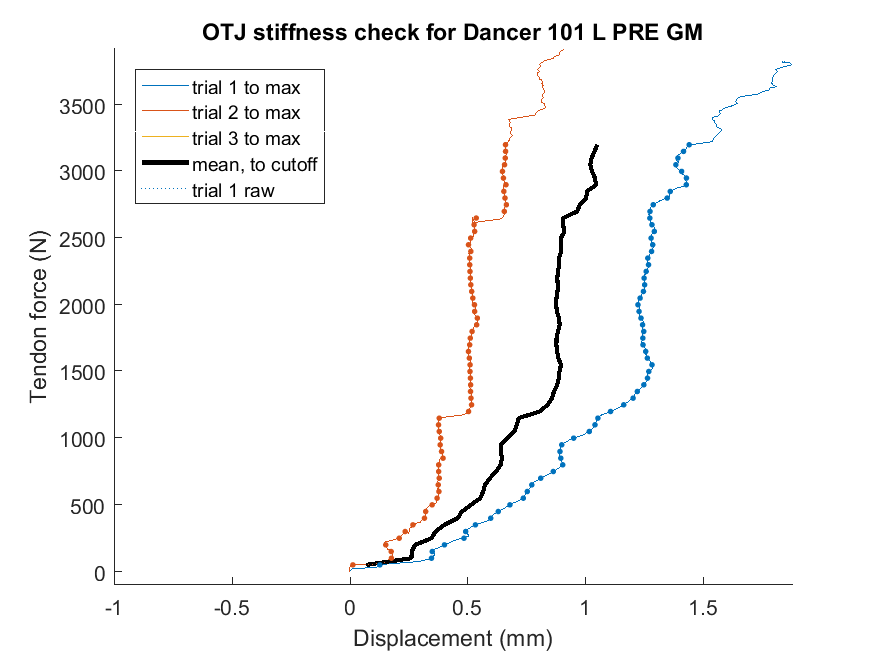 OTJ stiffness check for Dancer 101 L PRE GM
trial 1 to max
trial 2 to max
trial 3 to max
mean, to cutoff
trial 1 raw
Tendon force (N)
3500
3000
2500
2000
1500
1000
500
0
-1 -0.5 0 0.5 1 1.5
Displacement (mm)